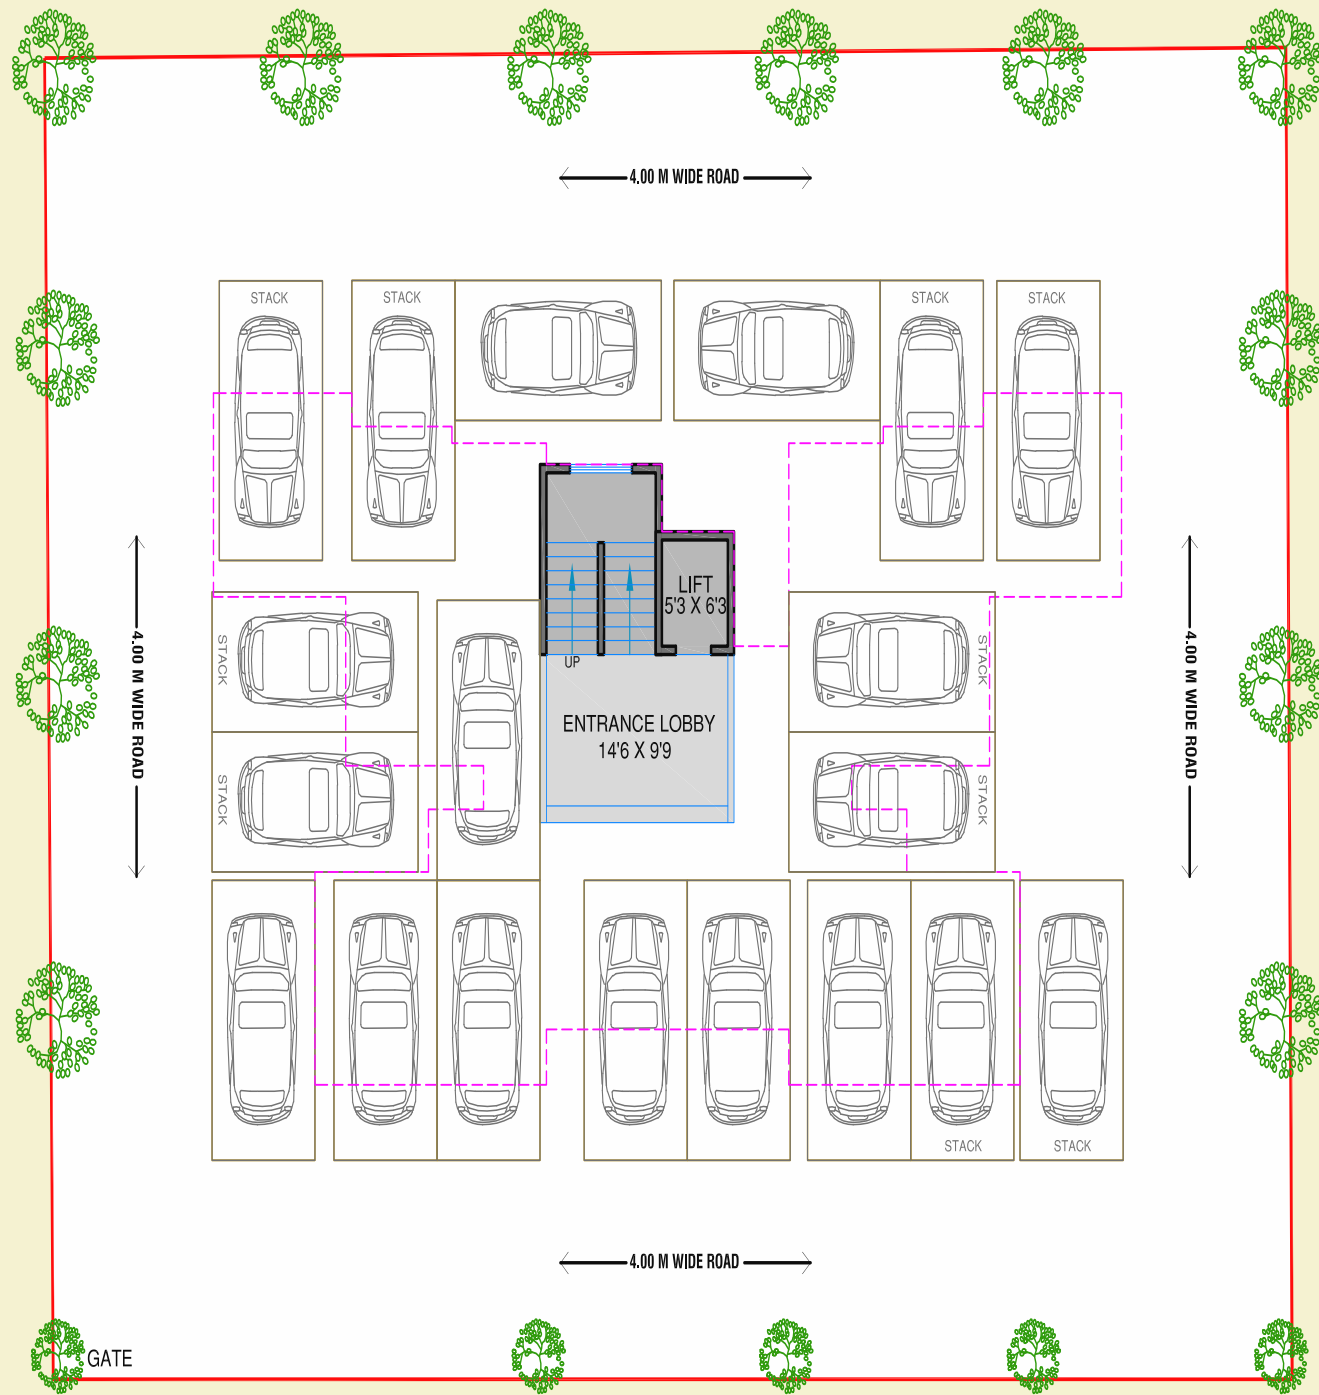 4.00 M WIDE ROAD
STACK
STACK
STACK
STACK
LIFT
5'3 X 6'3
4.00 M WIDE ROAD
STACK
UP
STACK
4.00 M WIDE ROAD
ENTRANCE LOBBY
14'6 X 9'9
STACK
STACK
STACK
STACK
4.00 M WIDE ROAD
GATE